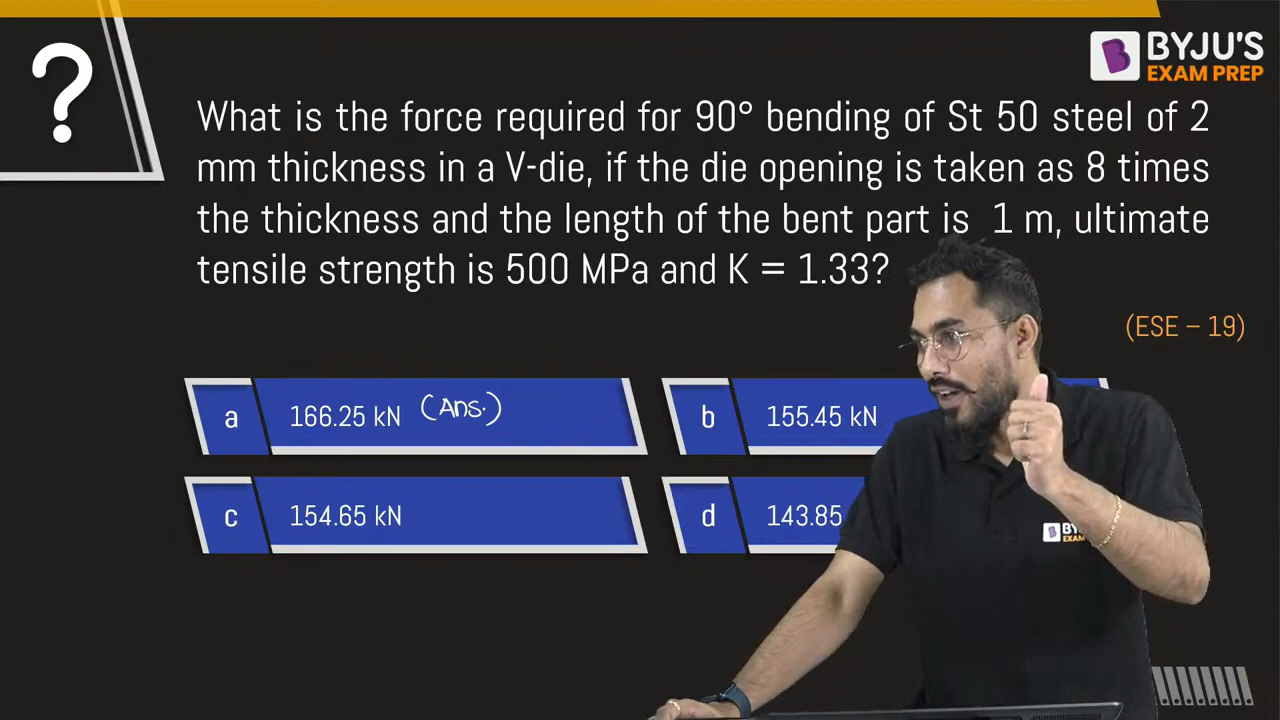 ?
BYJU'S
EXAM PREP
What is the force required for 90° bending of St 50 steel of 2
mm thickness in a V-die, if the die opening is taken as 8 times
the thickness and the length of the bent part is 1 m, ultimate
tensile strength is 500 MPa and K = 1.33?
(ESE – 19)
a 166.25 kN (Ans.)
b 155.45 kN
c 154.65 kN
d 143.85